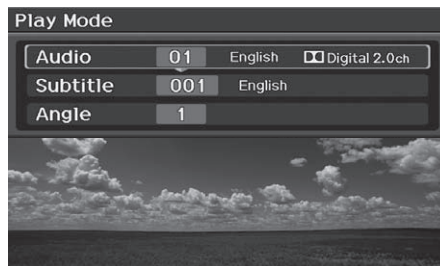 Play Mode
Audio 01 English Digital 2.0ch
Subtitle 001 English
Angle 1